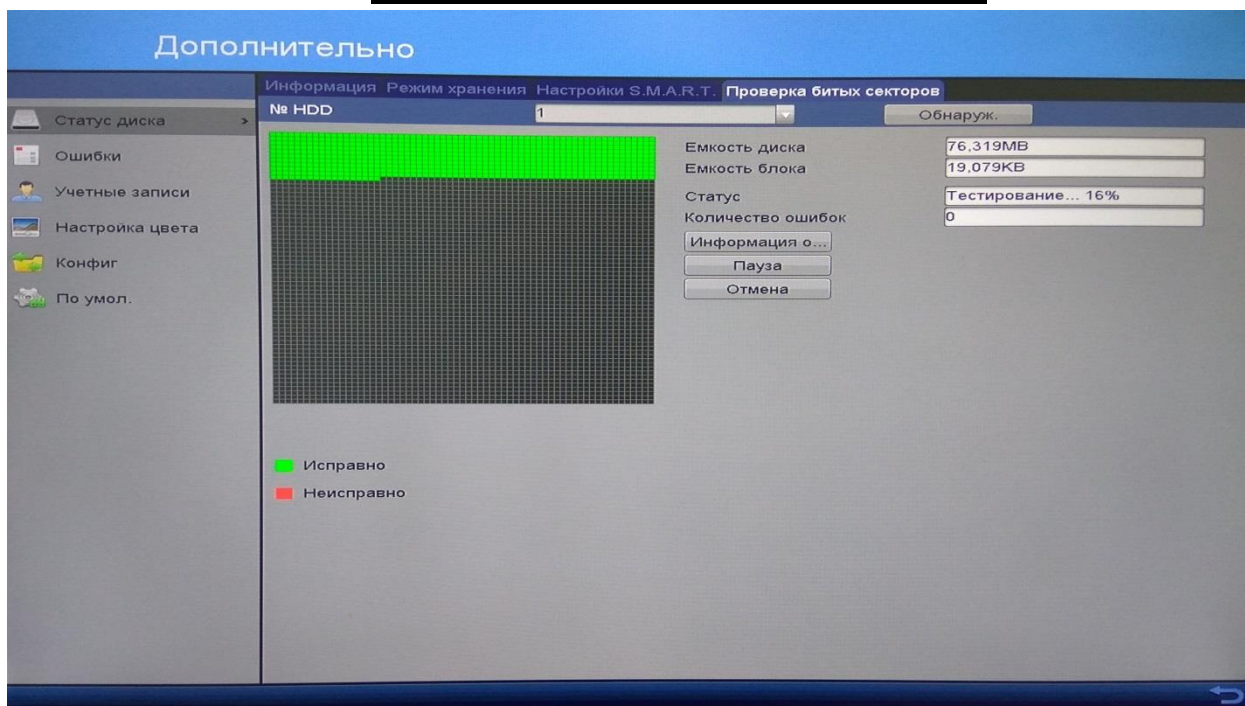 Дополнительно
Информация Режим хранения Настройки S.M.A.R.T. Проверка битых секторов
№ HDD 1 Обнаруж.
Статус диска
Ошибки
Учетные записи
Настройка цвета
Конфиг
По умол.
Емкость диска 76,319MB
Емкость блока 19,079KB
Статус Тестирование... 16%
Количество ошибок 0
Информация о...
Пауза
Отмена
Исправно
Неисправно